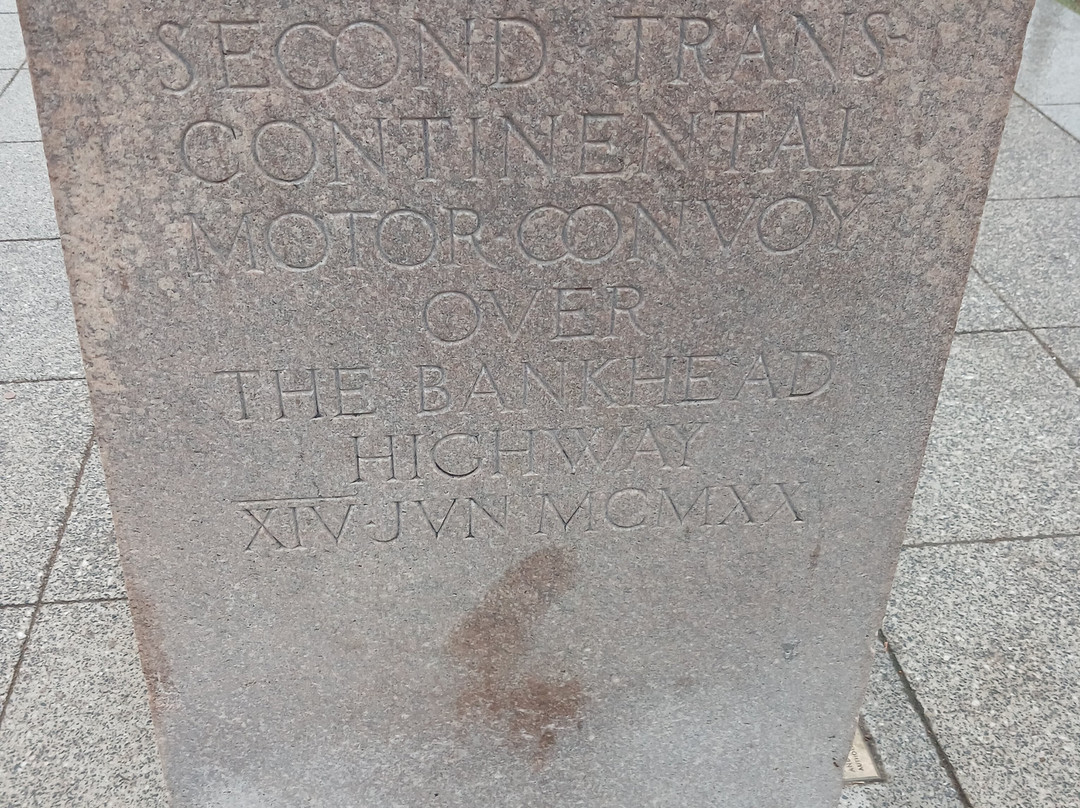 SECOND TRANS-
CONTINENTAL
MOTOR CONVOY
OVER
THE BANKHEAD
HIGHWAY
XIV·JVN MCMXX